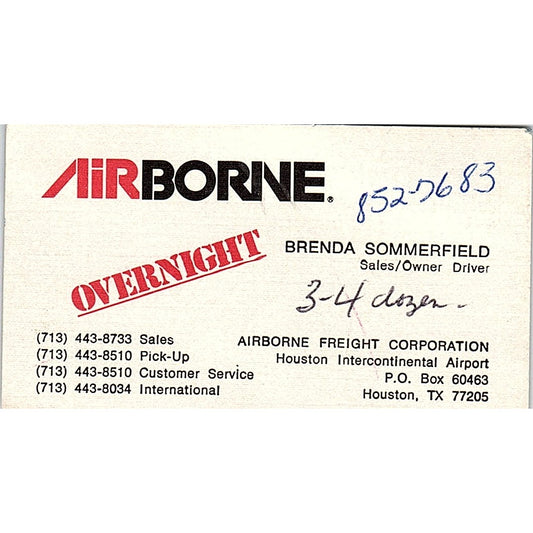 AIRBORNE®
852-7683
OVERNIGHT
BRENDA SOMMERFIELD
Sales/Owner Driver
3-4 dozen -
(713) 443-8733 Sales
(713) 443-8510 Pick-Up
(713) 443-8510 Customer Service
(713) 443-8034 International
AIRBORNE FREIGHT CORPORATION
Houston Intercontinental Airport
P.O. Box 60463
Houston, TX 77205